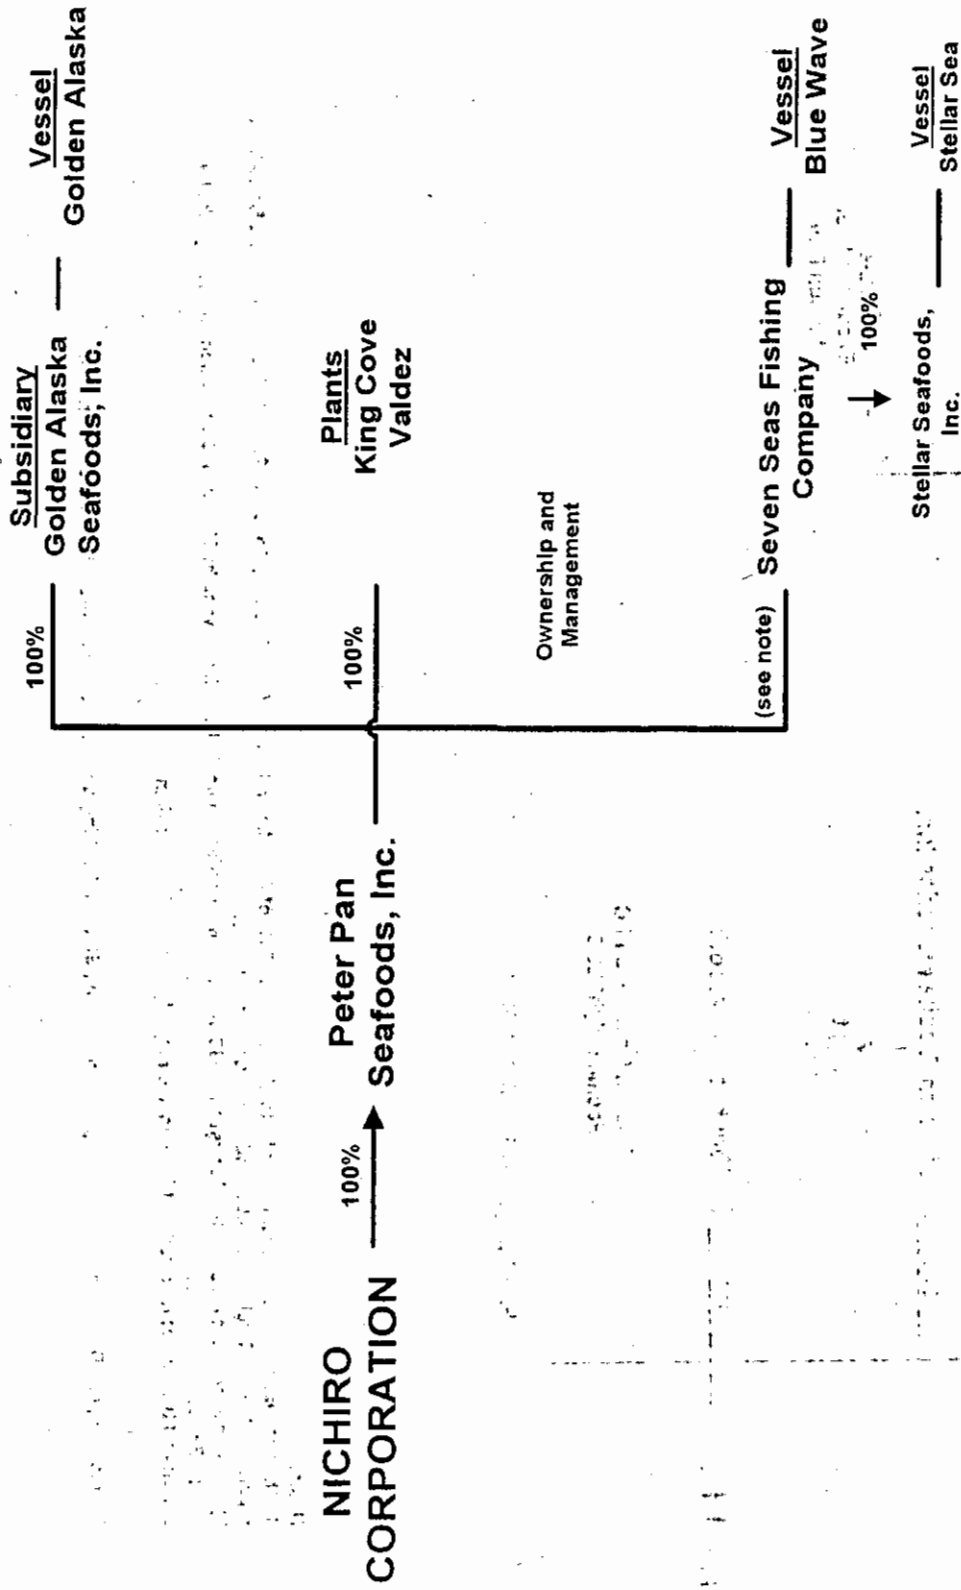 Subsidiary
Golden Alaska
Seafoods, Inc.
Vessel
Golden Alaska
100%
NICHIRO
CORPORATION
100%
Peter Pan
Seafoods, Inc.
100%
Plants
King Cove
Valdez
Ownership and
Management
(see note)
Seven Seas Fishing
Company
Vessel
Blue Wave
100%
Stellar Seafoods,
Inc.
Vessel
Stellar Sea